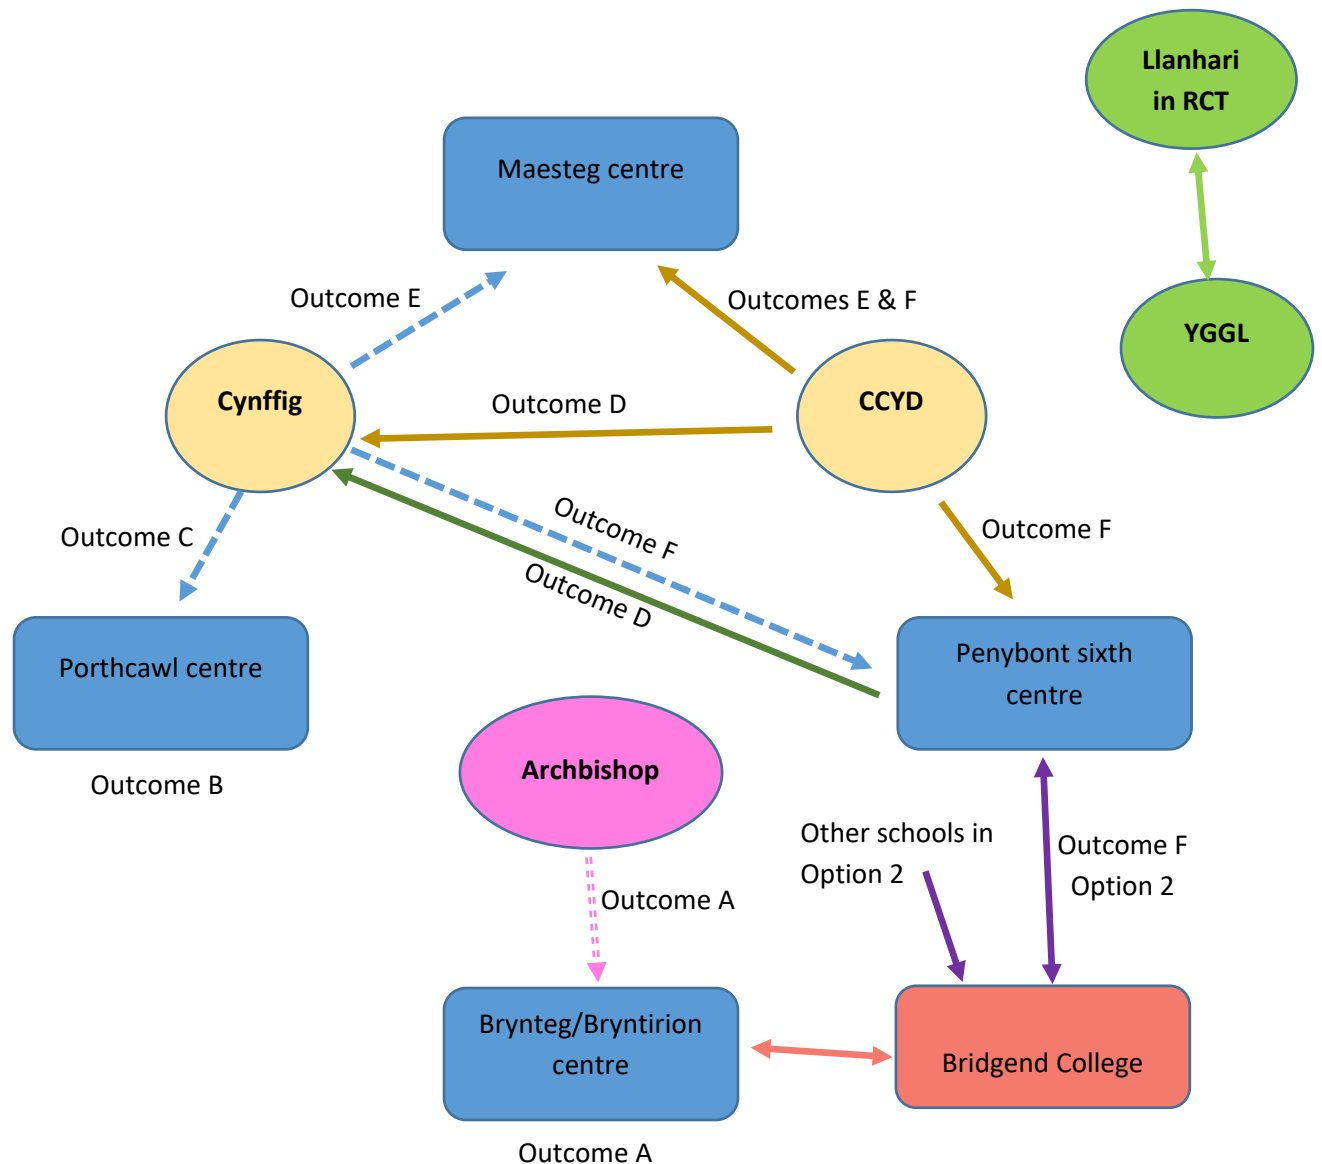 Llanhari
in RCT
Maesteg centre
Outcome E
Outcomes E & F
YGGL
Cynffig
Outcome D
CCYD
Outcome C
Outcome F
Outcome F
Outcome D
Porthcawl centre
Penybont sixth
centre
Outcome B
Archbishop
Other schools in
Option 2
Outcome F
Option 2
Outcome A
Brynteg/Bryntirion
centre
Bridgend College
Outcome A